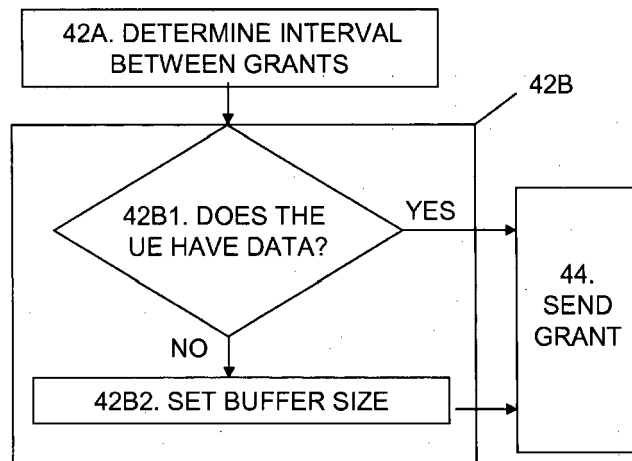 42A. DETERMINE INTERVAL
BETWEEN GRANTS
42B
42B1. DOES THE
UE HAVE DATA?
YES
44.
SEND
GRANT
NO
42B2. SET BUFFER SIZE